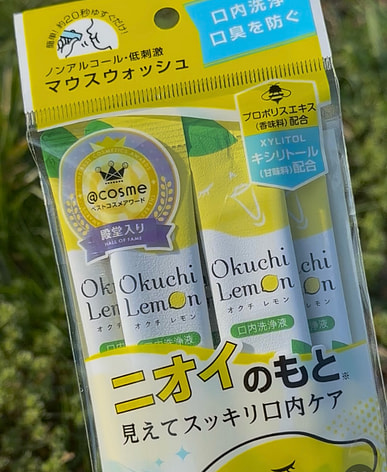 簡単!約20秒ゆすぐだけ!
ノンアルコール・低刺激
マウスウォッシュ
口内洗浄
口臭を防ぐ
プロポリスエキス
(香味料)配合
XYLITOL
キシリトール
(甘味料)配合
@cosme
ベストコスメアワード
殿堂入り
HALL OF FAME
Okuchi
Lemon
オクチ レモン
Okuchi
Lemon
オクチ レモン
口内洗浄液
口内洗浄液
ニオイのもと※
見えてスッキリ口内ケア
Okuchi